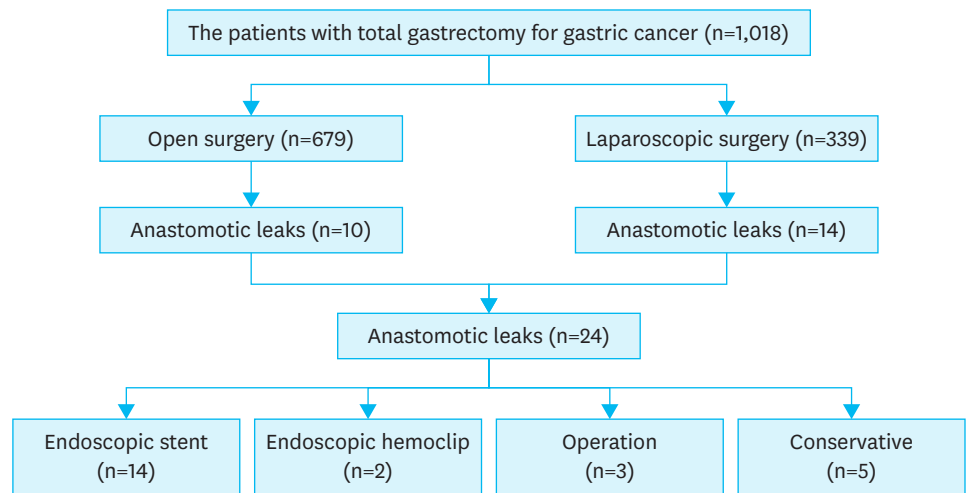 The patients with total gastrectomy for gastric cancer (n=1,018)
Open surgery (n=679)
Laparoscopic surgery (n=339)
Anastomotic leaks (n=10)
Anastomotic leaks (n=14)
Anastomotic leaks (n=24)
Endoscopic stent
(n=14)
Endoscopic hemoclip
(n=2)
Operation
(n=3)
Conservative
(n=5)